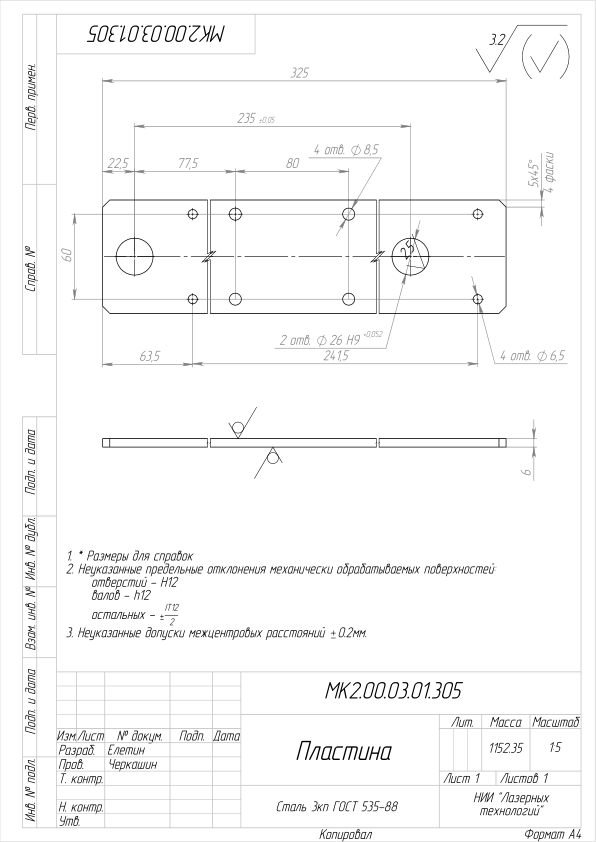 МК2.00.03.01.305
3.2
325
235 ±0,05
4 отв. ∅ 8,5
22,5
77,5
80
5x45°
4 фаски
60
25
2 отв. ∅ 26 H9 +0,052
63,5
241,5
4 отв. ∅ 6,5
6
1. * Размеры для справок
2. Неуказанные предельные отклонения механически обрабатываемых поверхностей:
отверстий - H12
валов - h12
остальных - ± IT12/2
3. Неуказанные допуски межцентровых расстояний ± 0.2мм.
Перв. примен.
Справ. №
Подп. и дата
Инв. № дубл.
Взам. инв. №
Подп. и дата
Инв. № подл.
МК2.00.03.01.305
Изм. Лист № докум. Подп. Дата
Разраб. Елетин
Пров. Черкашин
Т. контр.
Н. контр.
Утв.
Пластина
Лит. Масса Масштаб
1152.35 1:5
Лист 1 Листов 1
Сталь 3кп ГОСТ 535-88
НИИ "Лазерных
технологий"
Копировал Формат А4